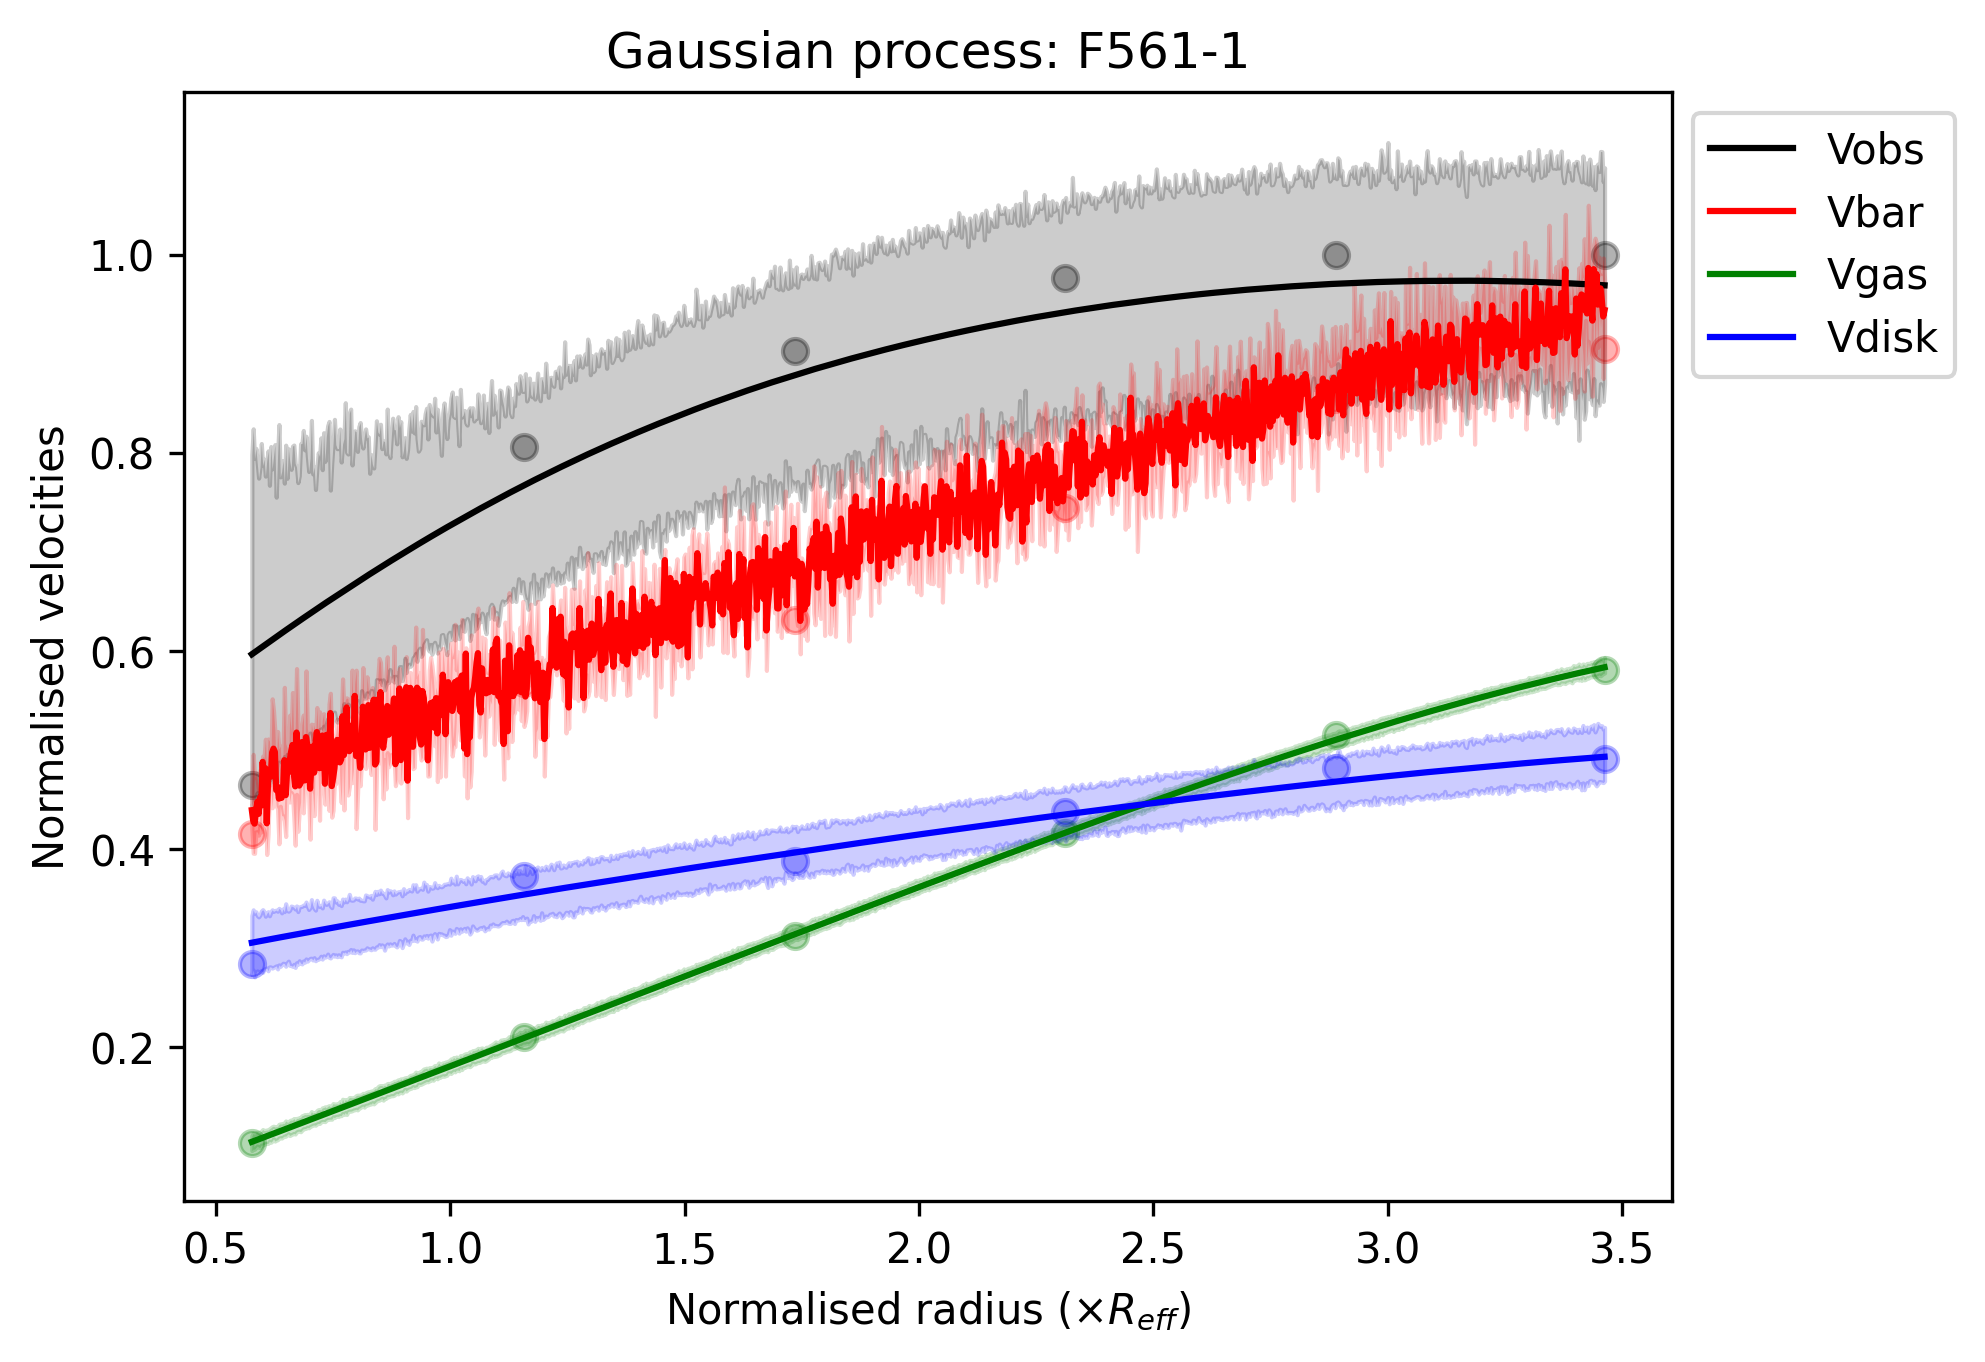 Gaussian process: F561-1
Vobs
Vbar
Vgas
Vdisk
Normalised velocities
1.0
0.8
0.6
0.4
0.2
0.5 1.0 1.5 2.0 2.5 3.0 3.5
Normalised radius (×R_eff)